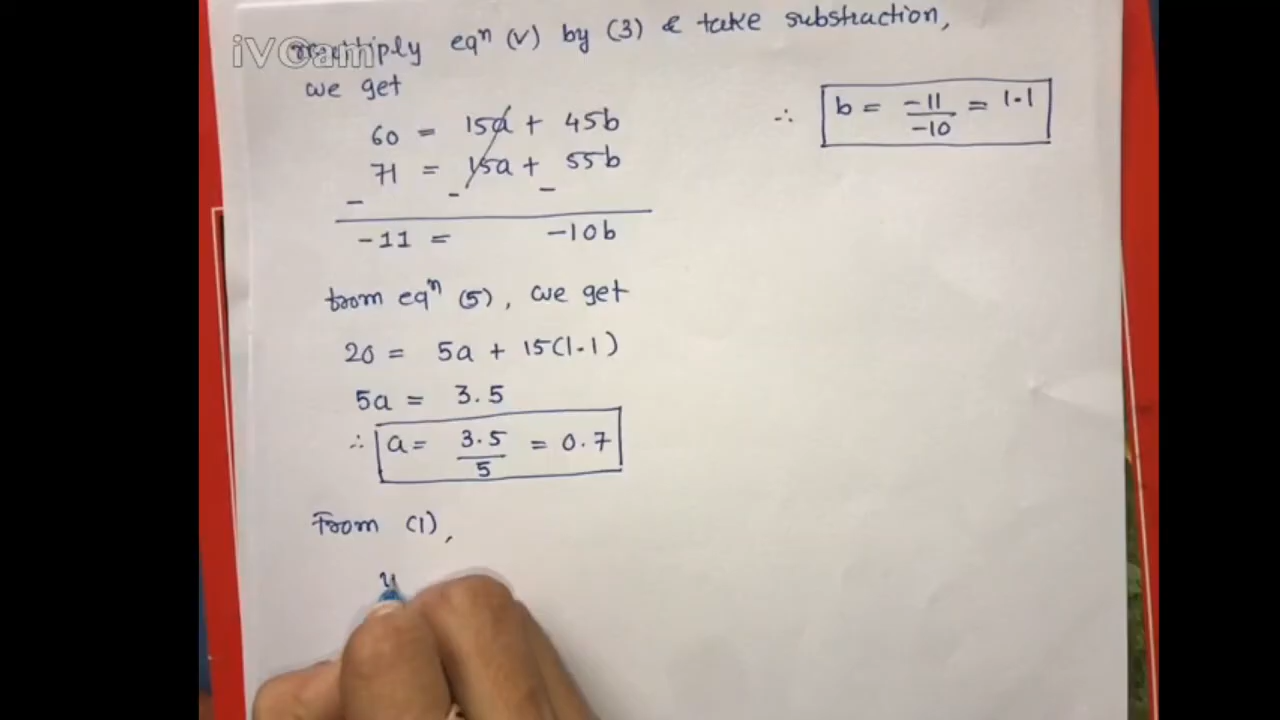 iVCam
multiply eqⁿ (v) by (3) & take substraction,
we get
60 = 15a + 45b
71 = 15a + 55b
- - -
-11 = -10b
∴ b = -11/-10 = 1.1
from eqⁿ (5), we get
20 = 5a + 15(1.1)
5a = 3.5
∴ a = 3.5/5 = 0.7
From (1),
y